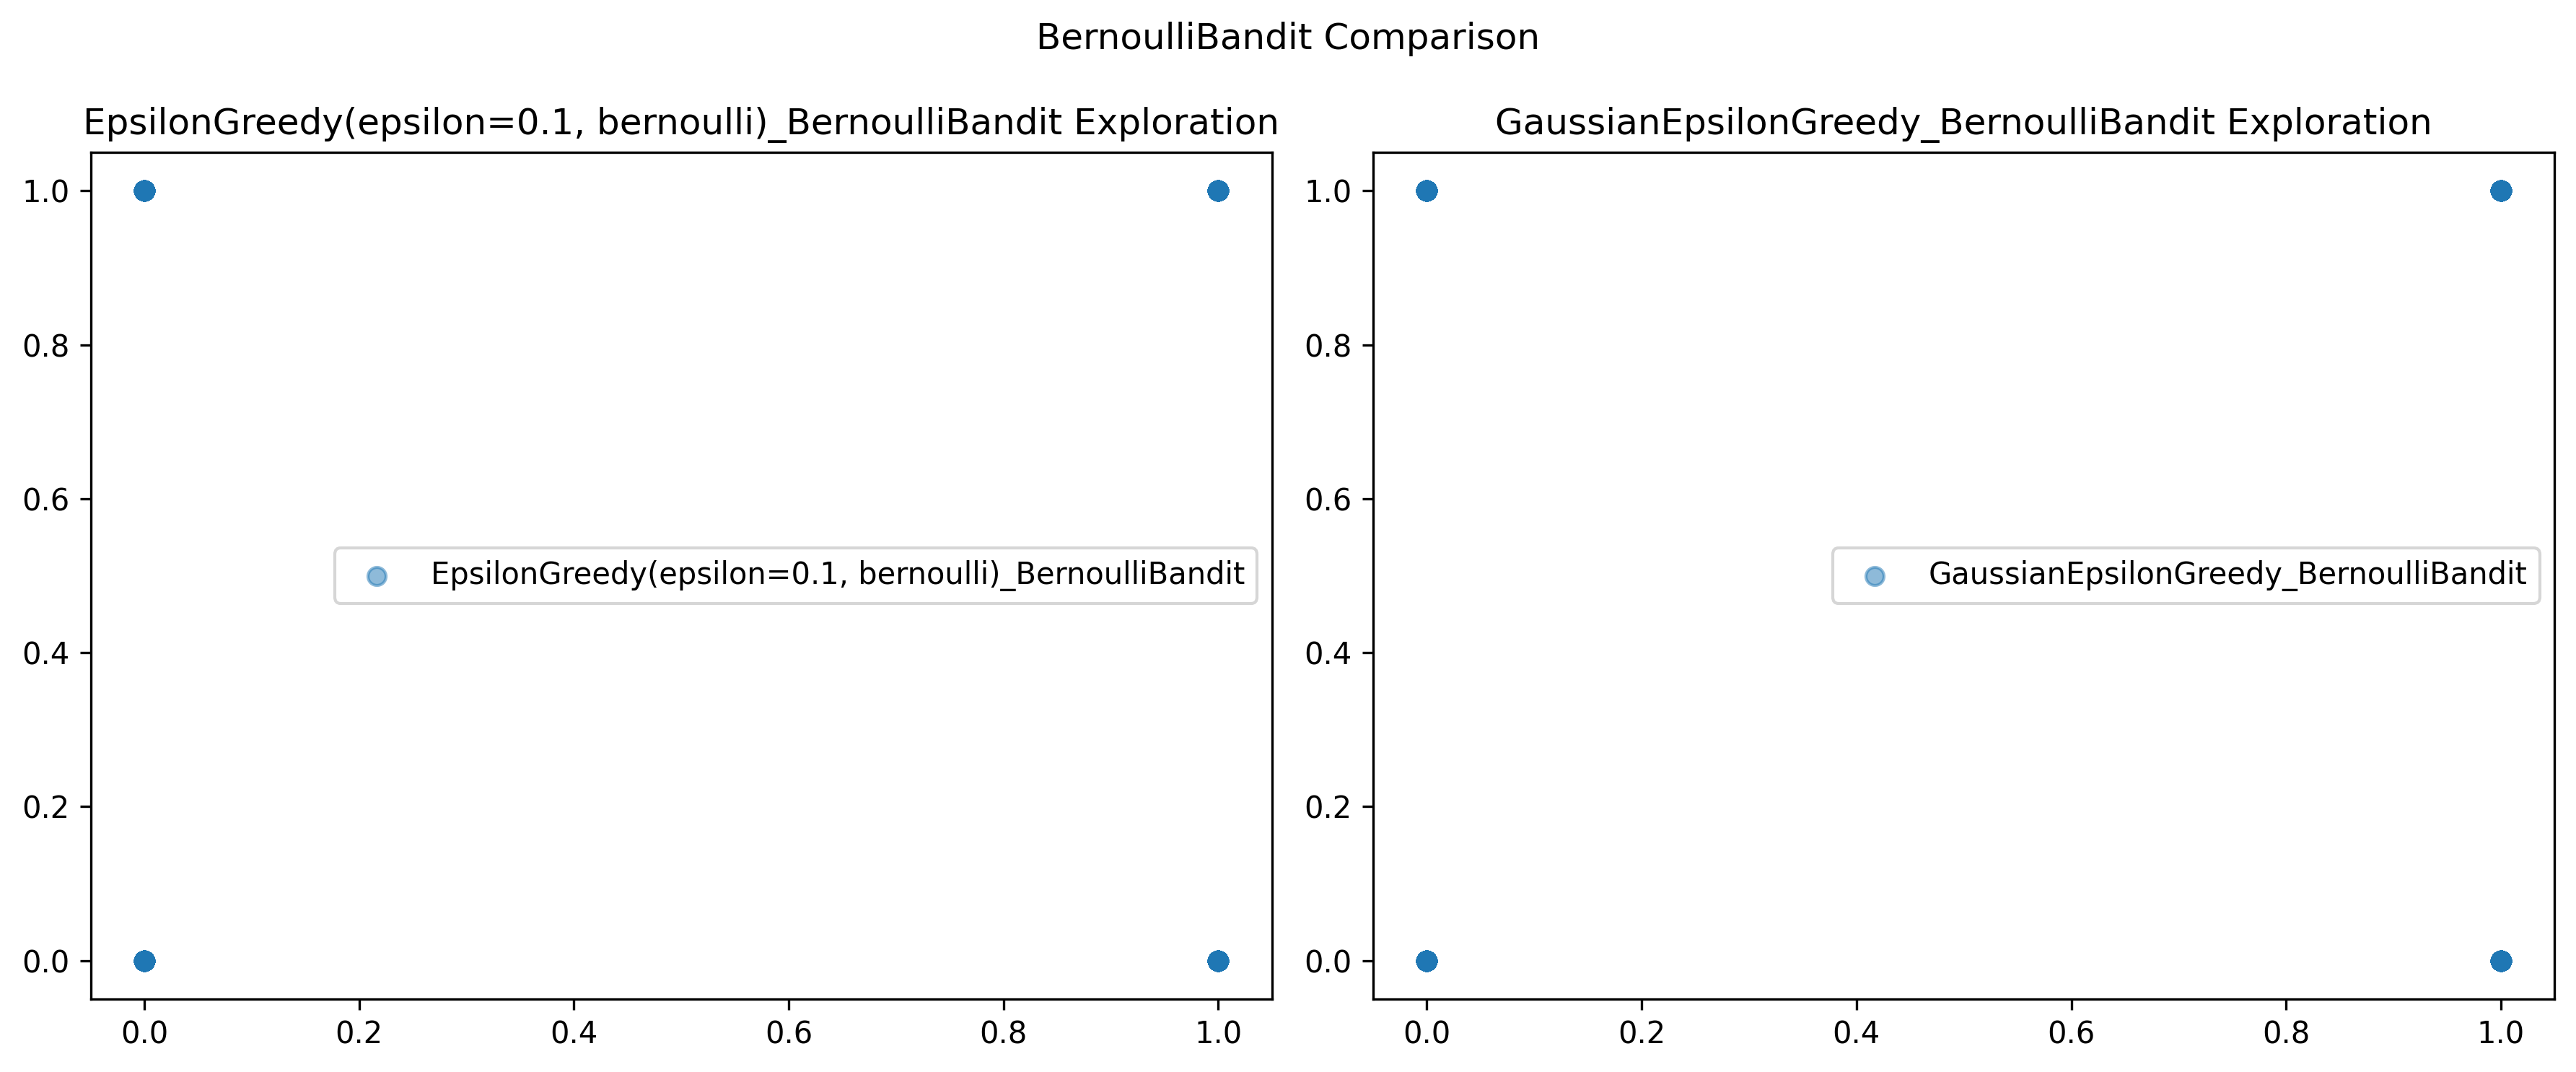 BernoulliBandit Comparison
EpsilonGreedy(epsilon=0.1, bernoulli)_BernoulliBandit Exploration
1.0
0.8
0.6
0.4
0.2
0.0
EpsilonGreedy(epsilon=0.1, bernoulli)_BernoulliBandit
0.0 0.2 0.4 0.6 0.8 1.0
GaussianEpsilonGreedy_BernoulliBandit Exploration
1.0
0.8
0.6
0.4
0.2
0.0
GaussianEpsilonGreedy_BernoulliBandit
0.0 0.2 0.4 0.6 0.8 1.0